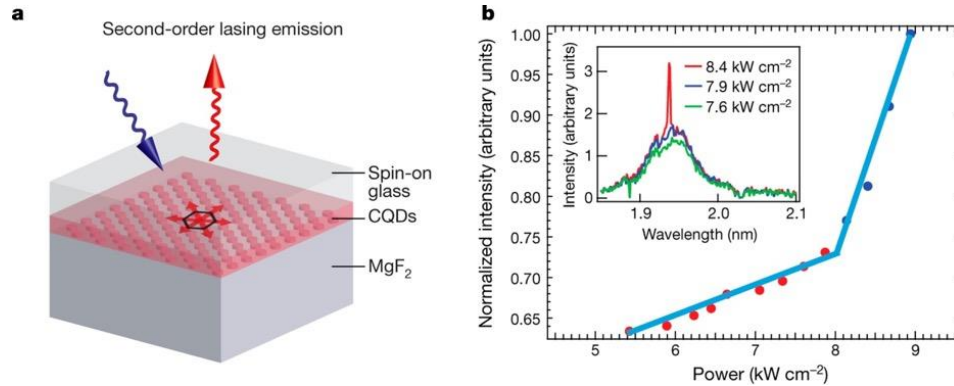 a
Second-order lasing emission
Spin-on
glass
CQDs
MgF₂
b
Normalized intensity (arbitrary units)
1.00
0.95
0.90
0.85
0.80
0.75
0.70
0.65
5 6 7 8 9
Power (kW cm⁻²)
Intensity (arbitrary units)
3
2
1
0
1.9 2.0 2.1
Wavelength (nm)
8.4 kW cm⁻²
7.9 kW cm⁻²
7.6 kW cm⁻²